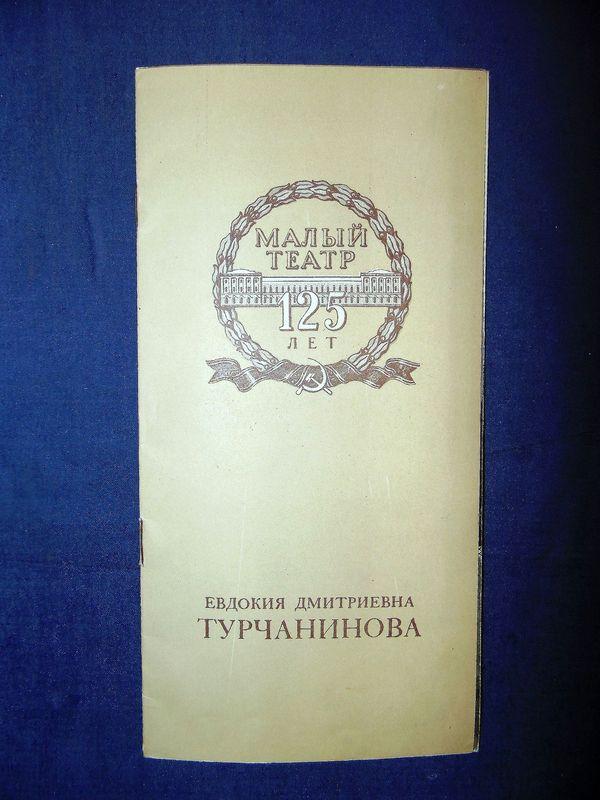 МАЛЫЙ
ТЕАТР
125
ЛЕТ
ЕВДОКИЯ ДМИТРИЕВНА
ТУРЧАНИНОВА